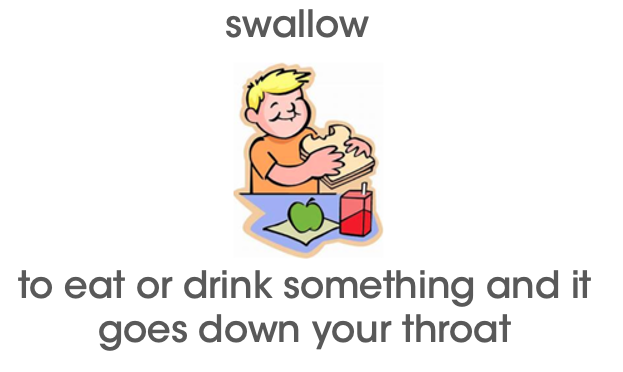 swallow
to eat or drink something and it
goes down your throat